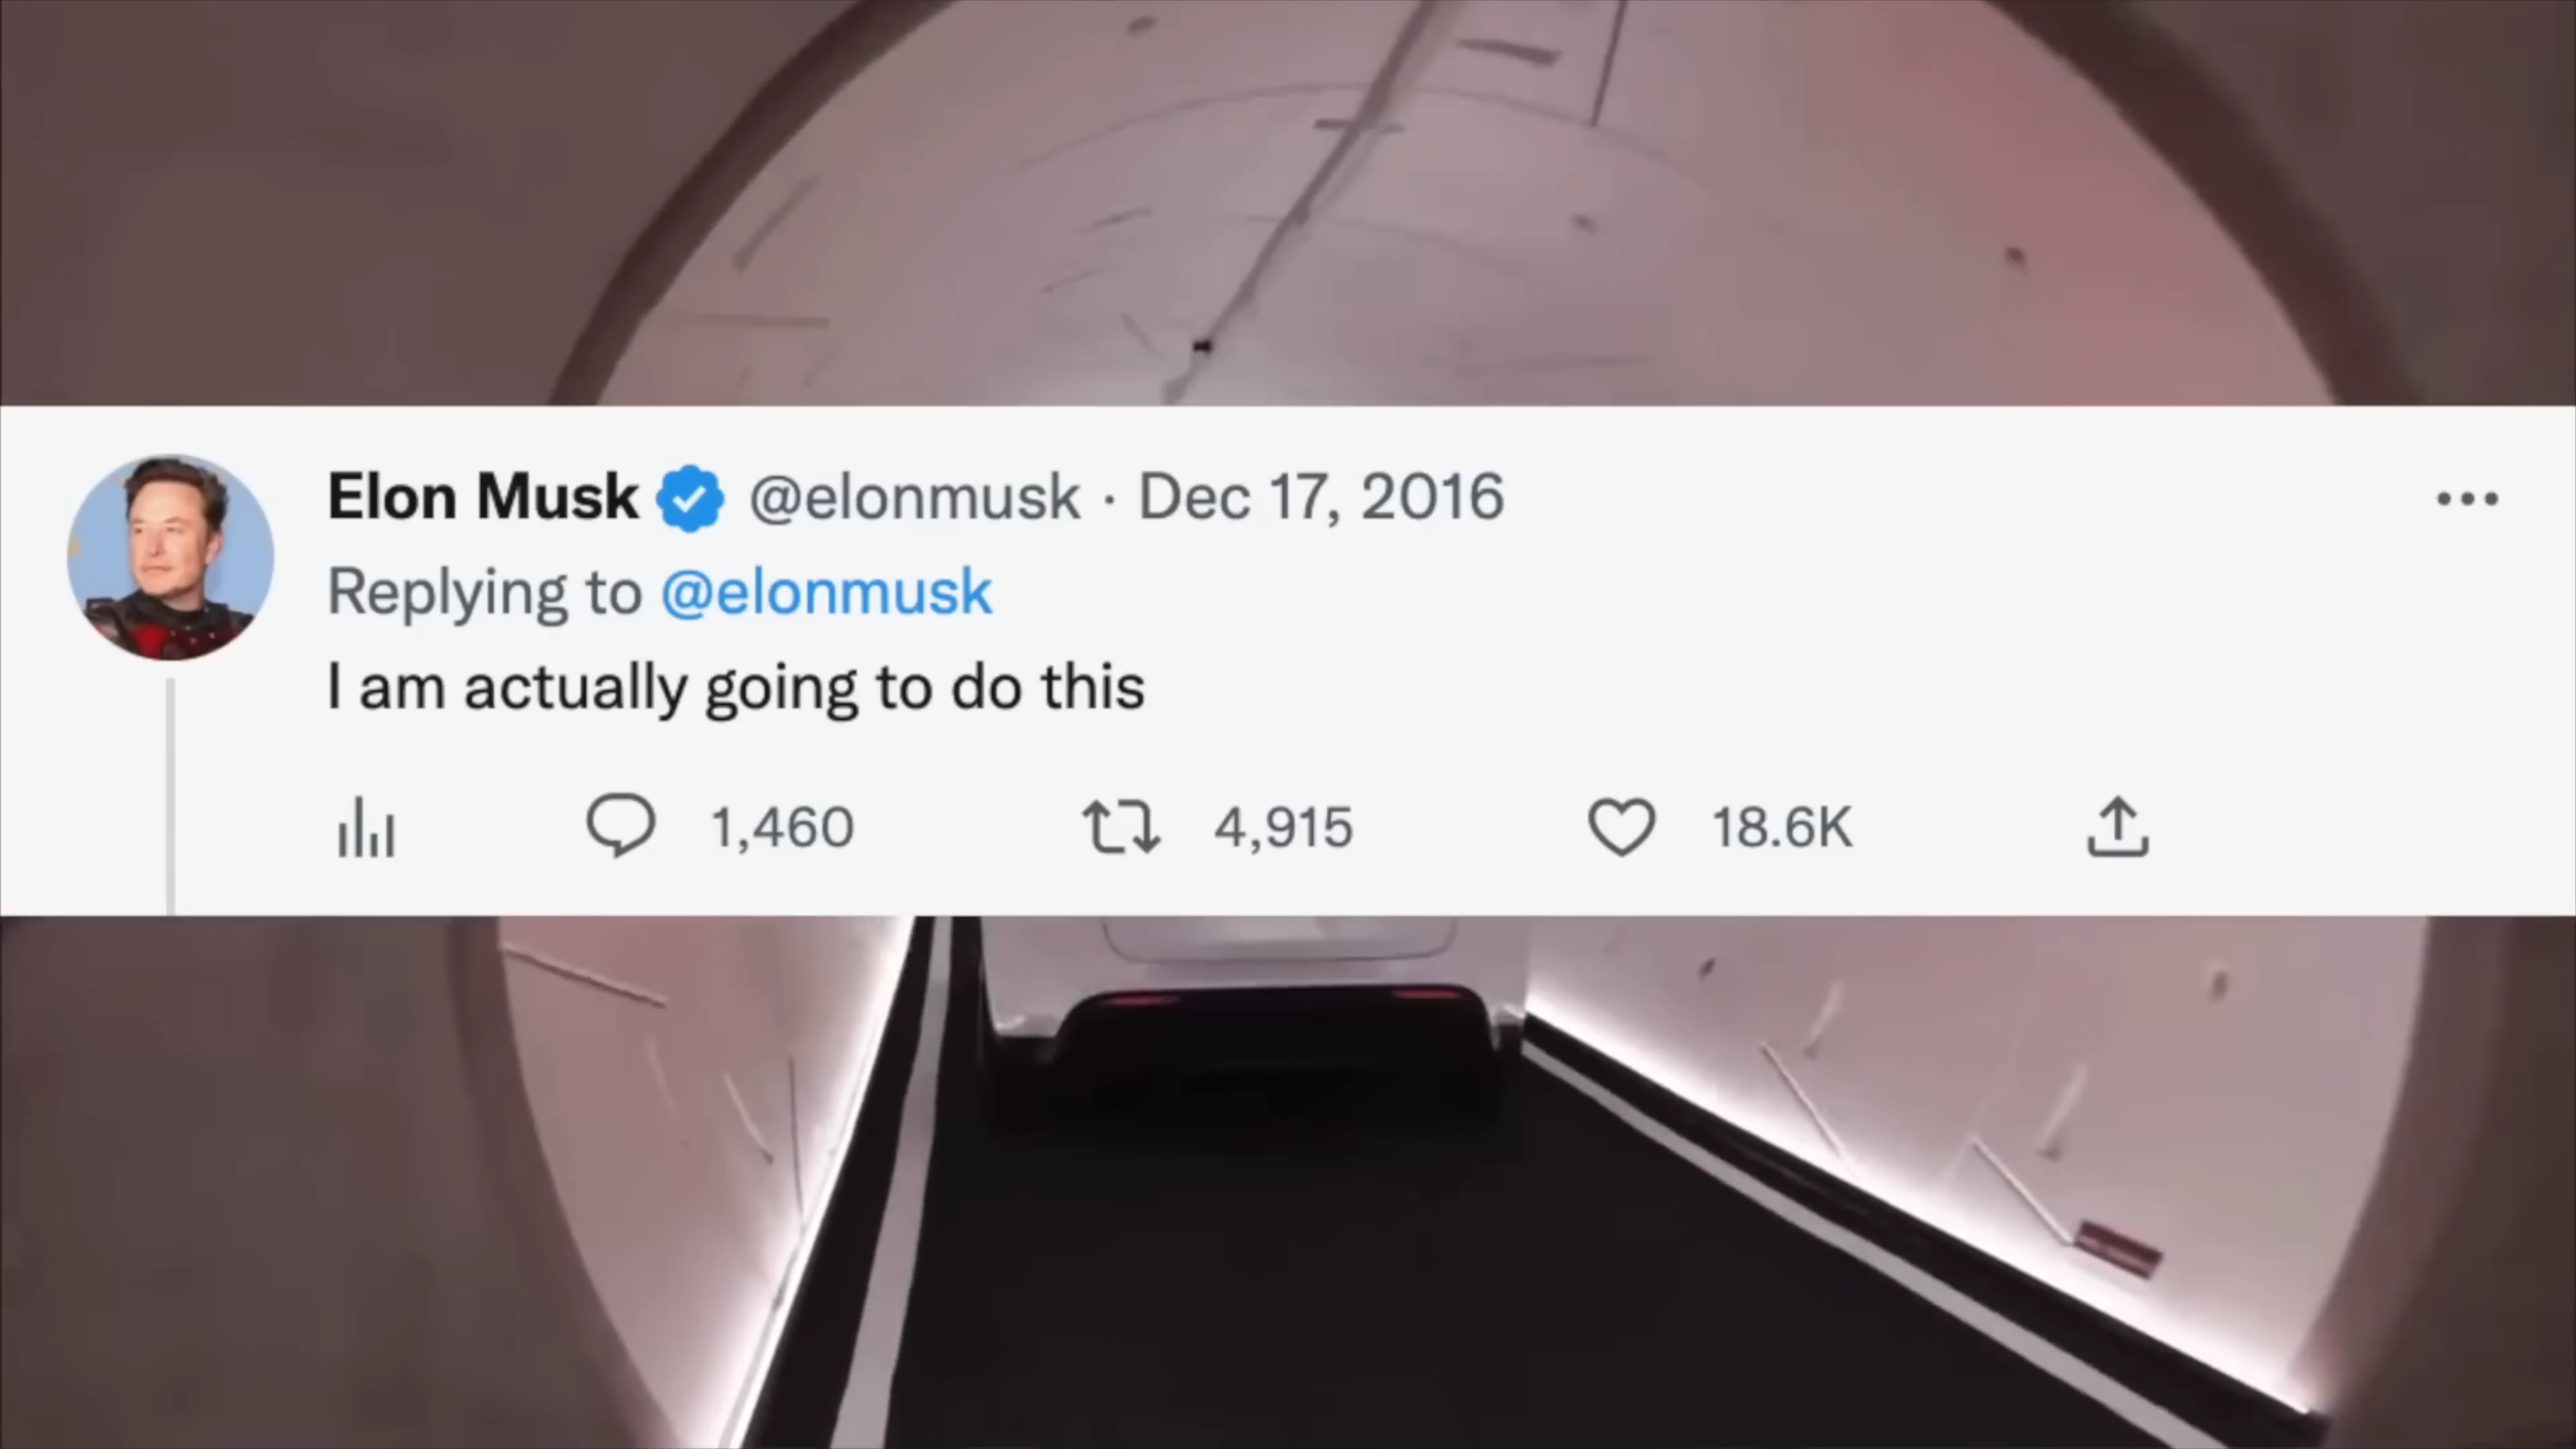 Elon Musk @elonmusk · Dec 17, 2016
Replying to @elonmusk
I am actually going to do this
1,460 4,915 18.6K